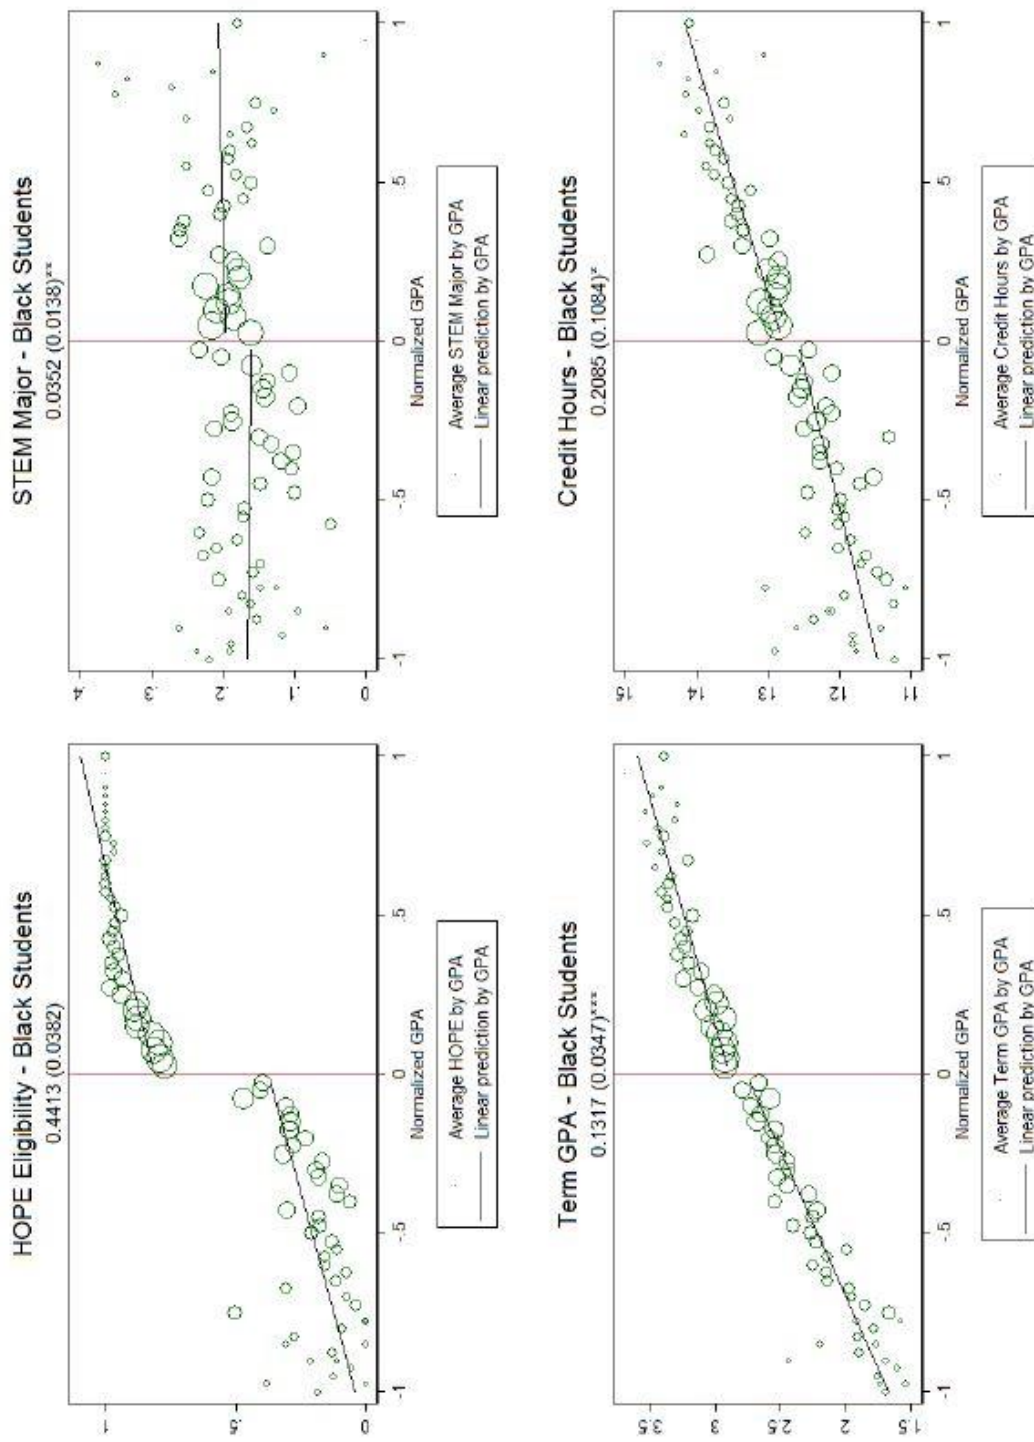 HOPE Eligibility - Black Students
0.4413 (0.0382)
1
.5
0
-1
-.5
0
.5
1
Normalized GPA
Average HOPE by GPA
Linear prediction by GPA
STEM Major - Black Students
0.0352 (0.0138)**
.4
.3
.2
.1
0
-1
-.5
0
.5
1
Normalized GPA
Average STEM Major by GPA
Linear prediction by GPA
Term GPA - Black Students
0.1317 (0.0347)***
3.5
3
2.5
2
1.5
-1
-.5
0
.5
1
Normalized GPA
Average Term GPA by GPA
Linear prediction by GPA
Credit Hours - Black Students
0.2085 (0.1084)*
15
14
13
12
11
-1
-.5
0
.5
1
Normalized GPA
Average Credit Hours by GPA
Linear prediction by GPA